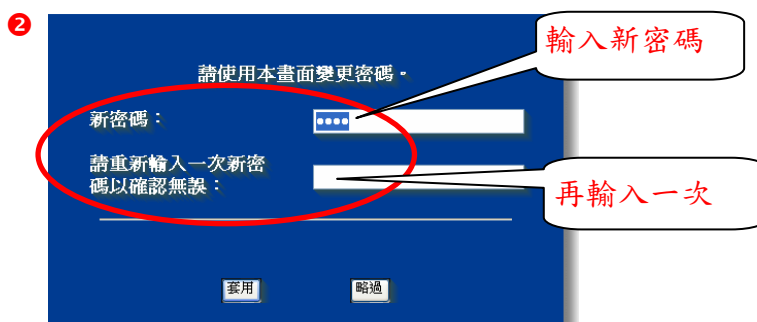 ❷
輸入新密碼
請使用本畫面變更密碼。
新密碼：
••••
請重新輸入一次新密
碼以確認無誤：
再輸入一次
套用
略過